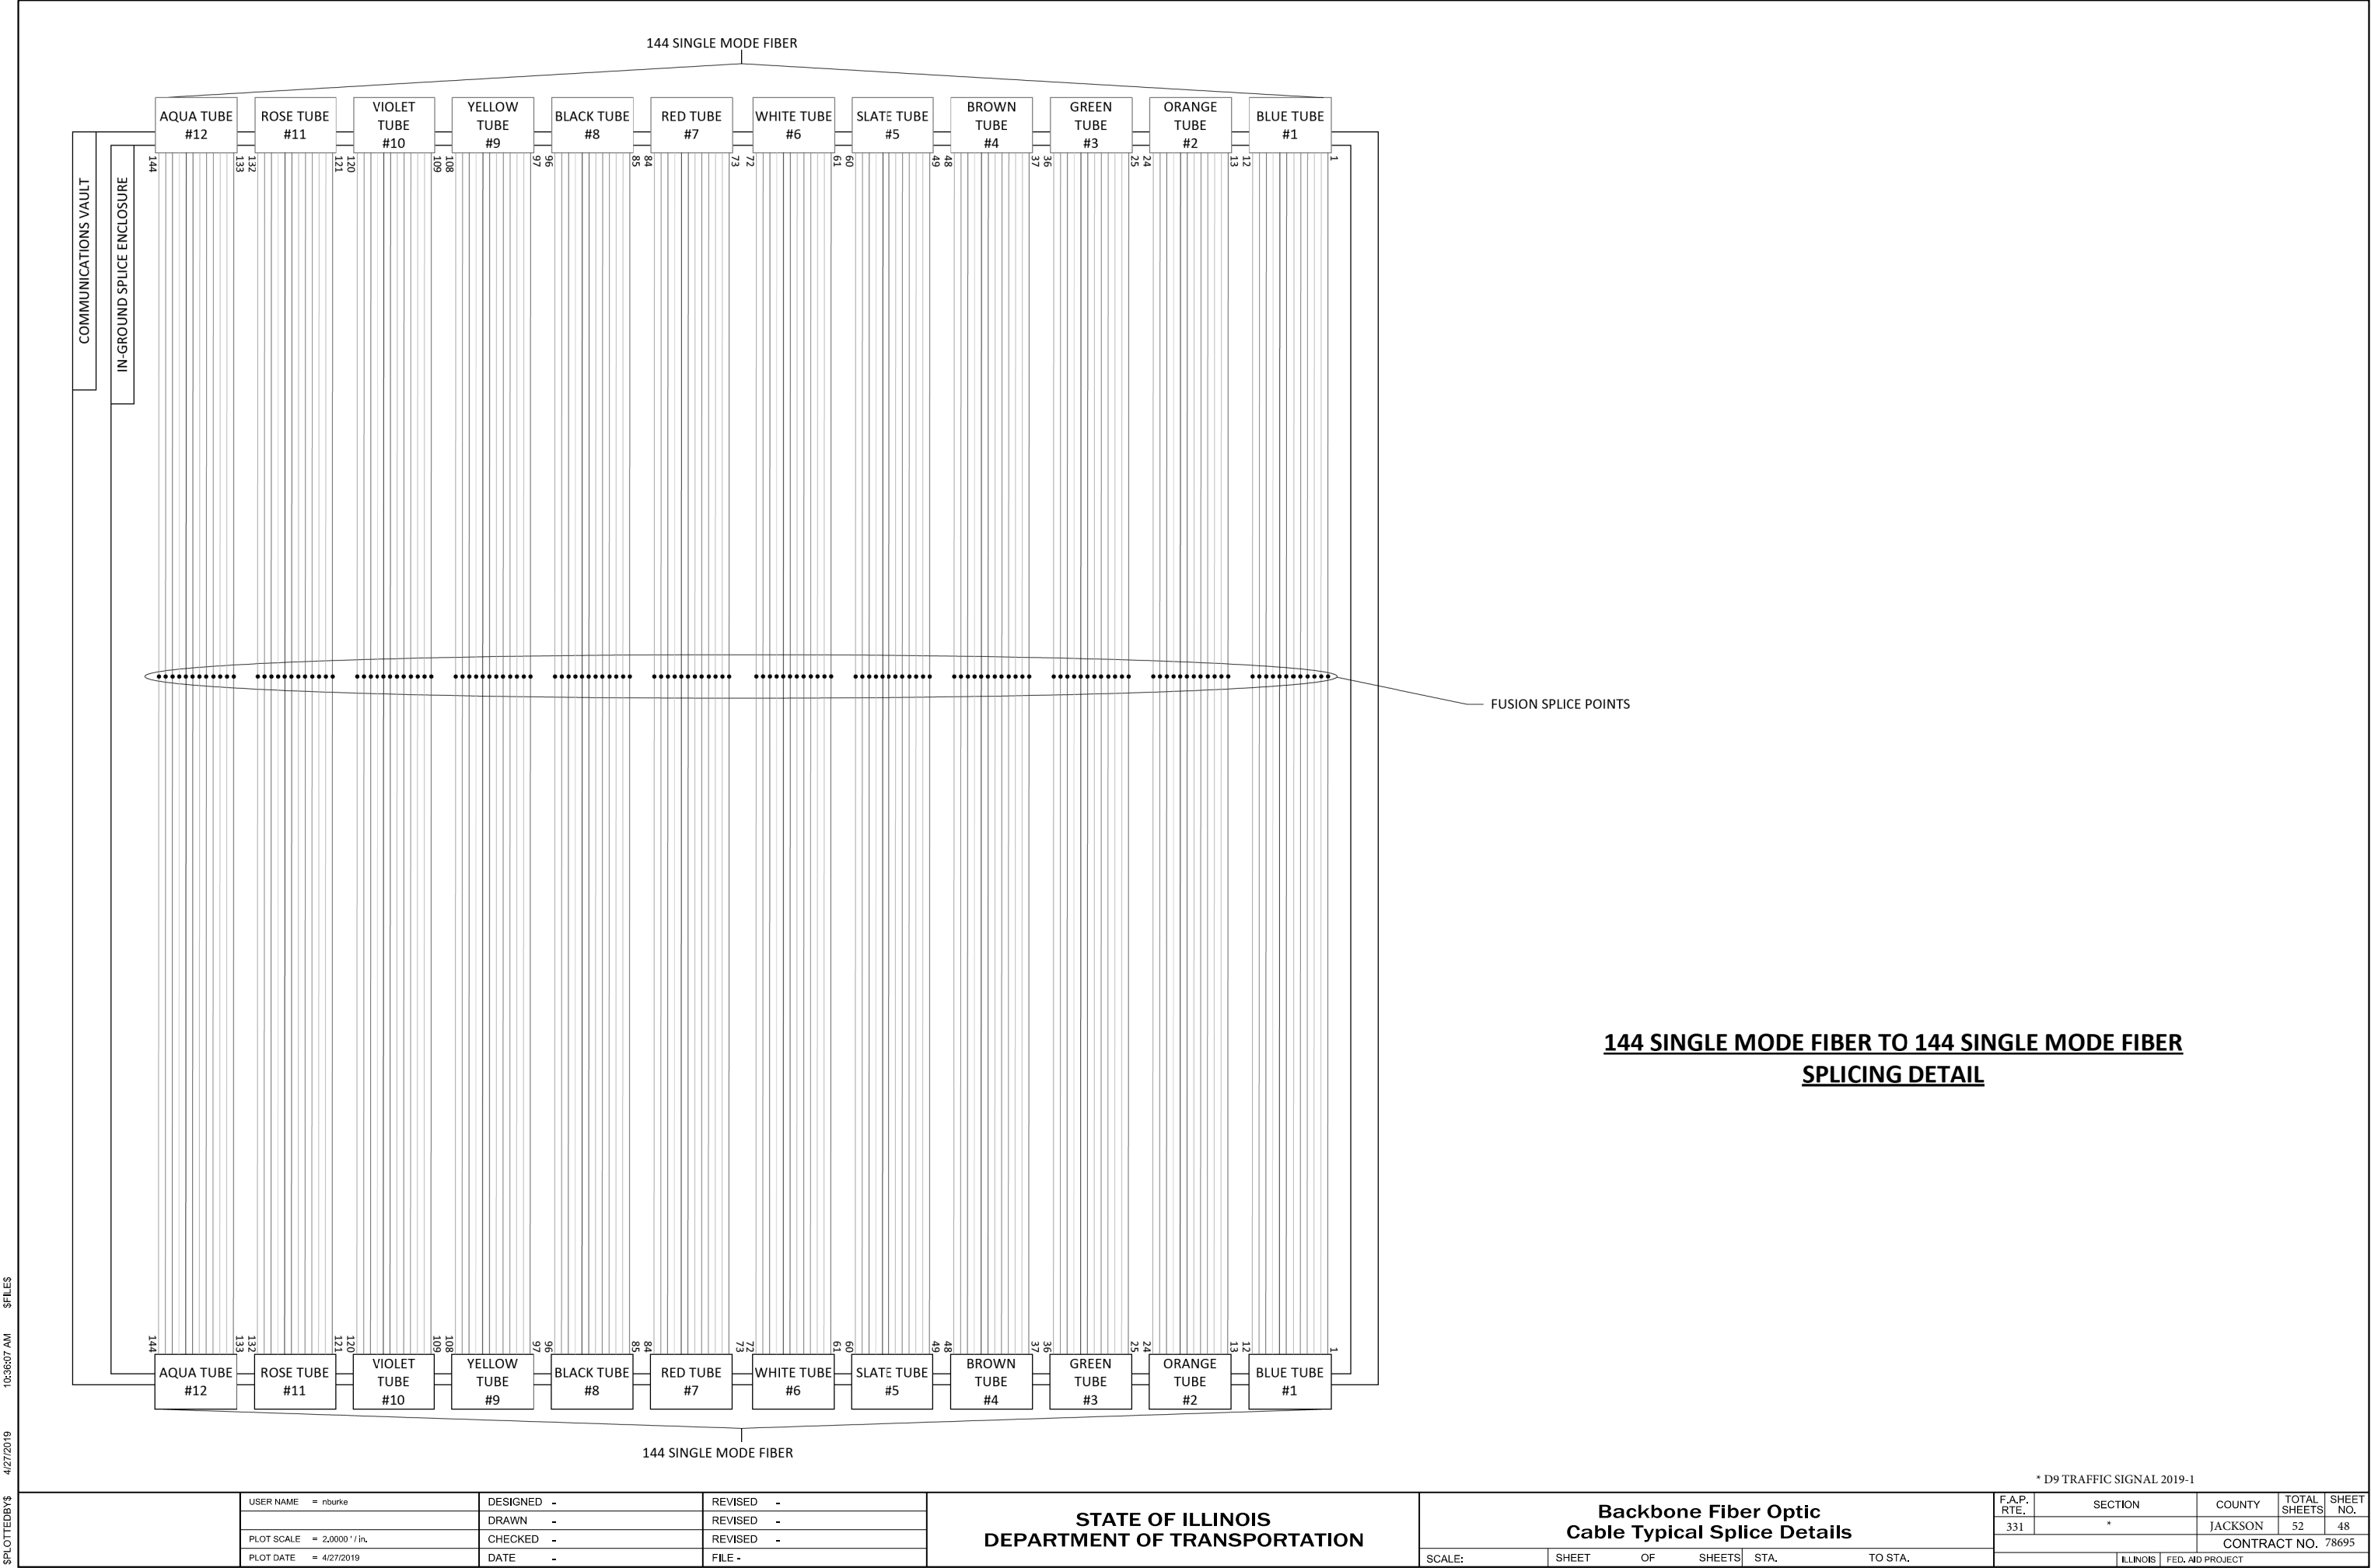 144 SINGLE MODE FIBER
AQUA TUBE
#12
ROSE TUBE
#11
VIOLET
TUBE
#10
YELLOW
TUBE
#9
BLACK TUBE
#8
RED TUBE
#7
WHITE TUBE
#6
SLATE TUBE
#5
BROWN
TUBE
#4
GREEN
TUBE
#3
ORANGE
TUBE
#2
BLUE TUBE
#1
144 133 132 121 120 109 108 97 96 85 84 73 72 61 60 49 48 37 36 25 24 13 12 1
COMMUNICATIONS VAULT
IN-GROUND SPLICE ENCLOSURE
FUSION SPLICE POINTS
144 SINGLE MODE FIBER TO 144 SINGLE MODE FIBER
SPLICING DETAIL
144 133 132 121 120 109 108 97 96 85 84 73 72 61 60 49 48 37 36 25 24 13 12 1
AQUA TUBE
#12
ROSE TUBE
#11
VIOLET
TUBE
#10
YELLOW
TUBE
#9
BLACK TUBE
#8
RED TUBE
#7
WHITE TUBE
#6
SLATE TUBE
#5
BROWN
TUBE
#4
GREEN
TUBE
#3
ORANGE
TUBE
#2
BLUE TUBE
#1
144 SINGLE MODE FIBER
$PLOTTEDBY$ 4/27/2019 10:36:07 AM $FILE$
* D9 TRAFFIC SIGNAL 2019-1
USER NAME = nburke
PLOT SCALE = 2.0000 ' / in.
PLOT DATE = 4/27/2019
DESIGNED -
DRAWN -
CHECKED -
DATE -
REVISED -
REVISED -
REVISED -
FILE -
STATE OF ILLINOIS
DEPARTMENT OF TRANSPORTATION
Backbone Fiber Optic
Cable Typical Splice Details
SCALE: SHEET OF SHEETS STA. TO STA.
F.A.P. RTE. SECTION COUNTY TOTAL SHEETS SHEET NO.
331 * JACKSON 52 48
CONTRACT NO. 78695
ILLINOIS FED. AID PROJECT